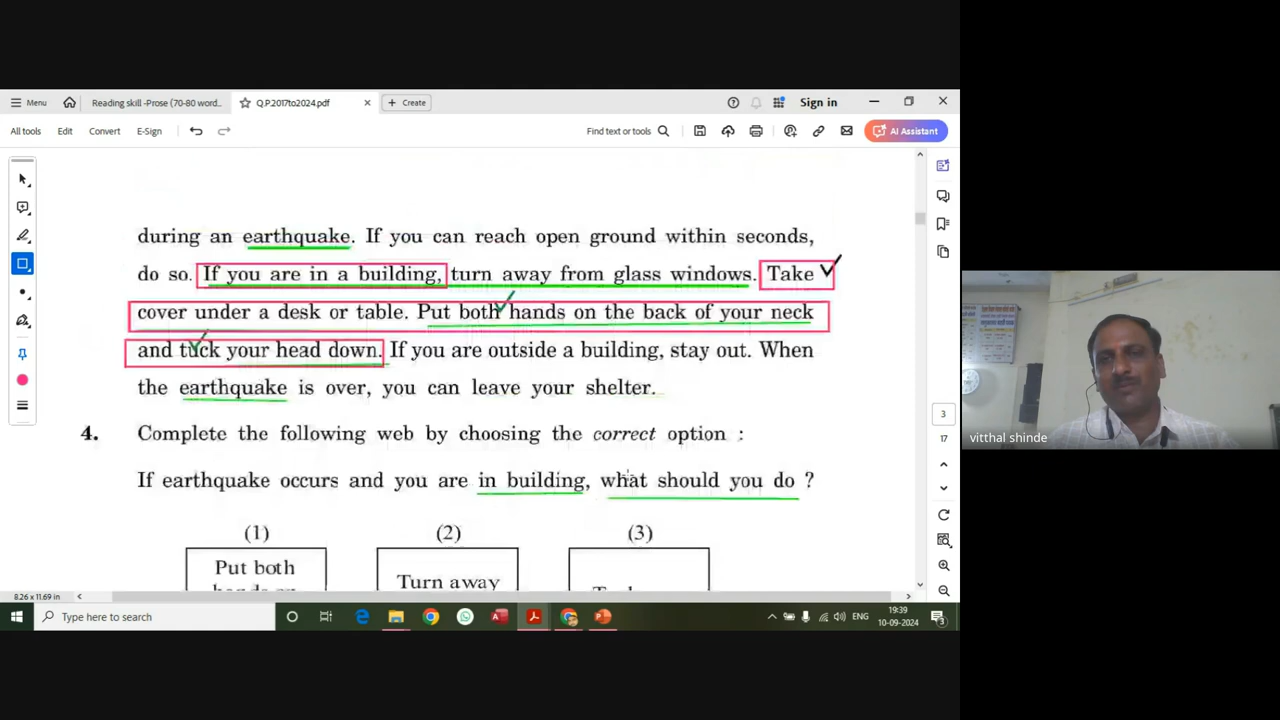 Menu
Reading skill -Prose (70-80 word...
Q.P.2017to2024.pdf
Create
Sign in
All tools
Edit
Convert
E-Sign
Find text or tools
AI Assistant
during an earthquake. If you can reach open ground within seconds,
do so. If you are in a building, turn away from glass windows. Take
cover under a desk or table. Put both hands on the back of your neck
and tuck your head down. If you are outside a building, stay out. When
the earthquake is over, you can leave your shelter.
4. Complete the following web by choosing the correct option :
If earthquake occurs and you are in building, what should you do ?
(1) (2) (3)
Put both
Turn away
3
17
8.26 x 11.69 in
vitthal shinde
Type here to search
ENG
19:39
10-09-2024
3